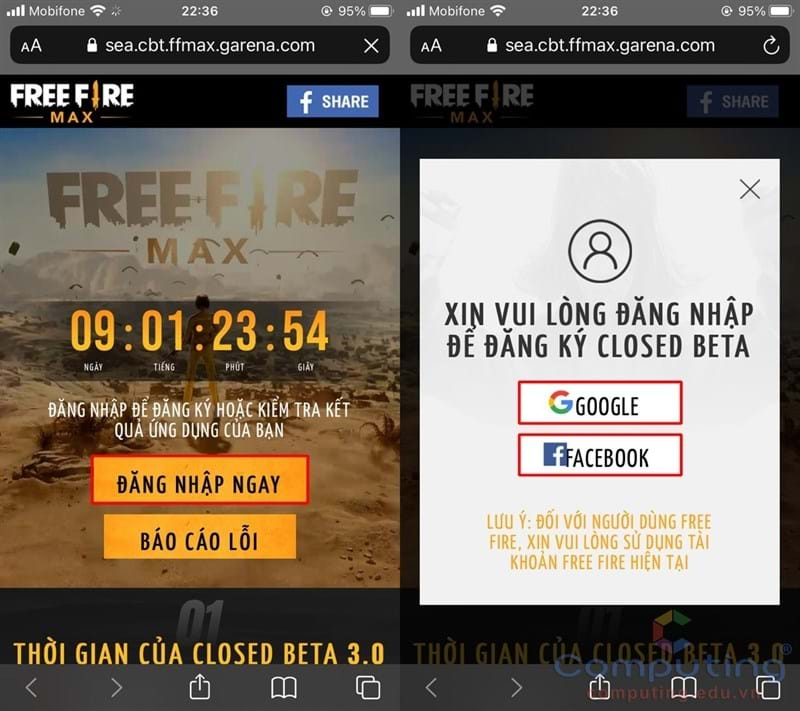 Mobifone
22:36
95%
AA
sea.cbt.ffmax.garena.com
FREE FIRE
MAX
f SHARE
FREE FIRE
MAX
09:01:23:54
NGÀY TIẾNG PHÚT GIÂY
ĐĂNG NHẬP ĐỂ ĐĂNG KÝ HOẶC KIỂM TRA KẾT
QUẢ ỨNG DỤNG CỦA BẠN
ĐĂNG NHẬP NGAY
BÁO CÁO LỖI
01
THỜI GIAN CỦA CLOSED BETA 3.0
Mobifone
22:36
95%
AA
sea.cbt.ffmax.garena.com
FREE FIRE
MAX
f SHARE
XIN VUI LÒNG ĐĂNG NHẬP
ĐỂ ĐĂNG KÝ CLOSED BETA
GOOGLE
FACEBOOK
LƯU Ý: ĐỐI VỚI NGƯỜI DÙNG FREE
FIRE, XIN VUI LÒNG SỬ DỤNG TÀI
KHOẢN FREE FIRE HIỆN TẠI
THỜI GIAN CỦA CLOSED BETA 3.0
Computing®
computing.edu.vn